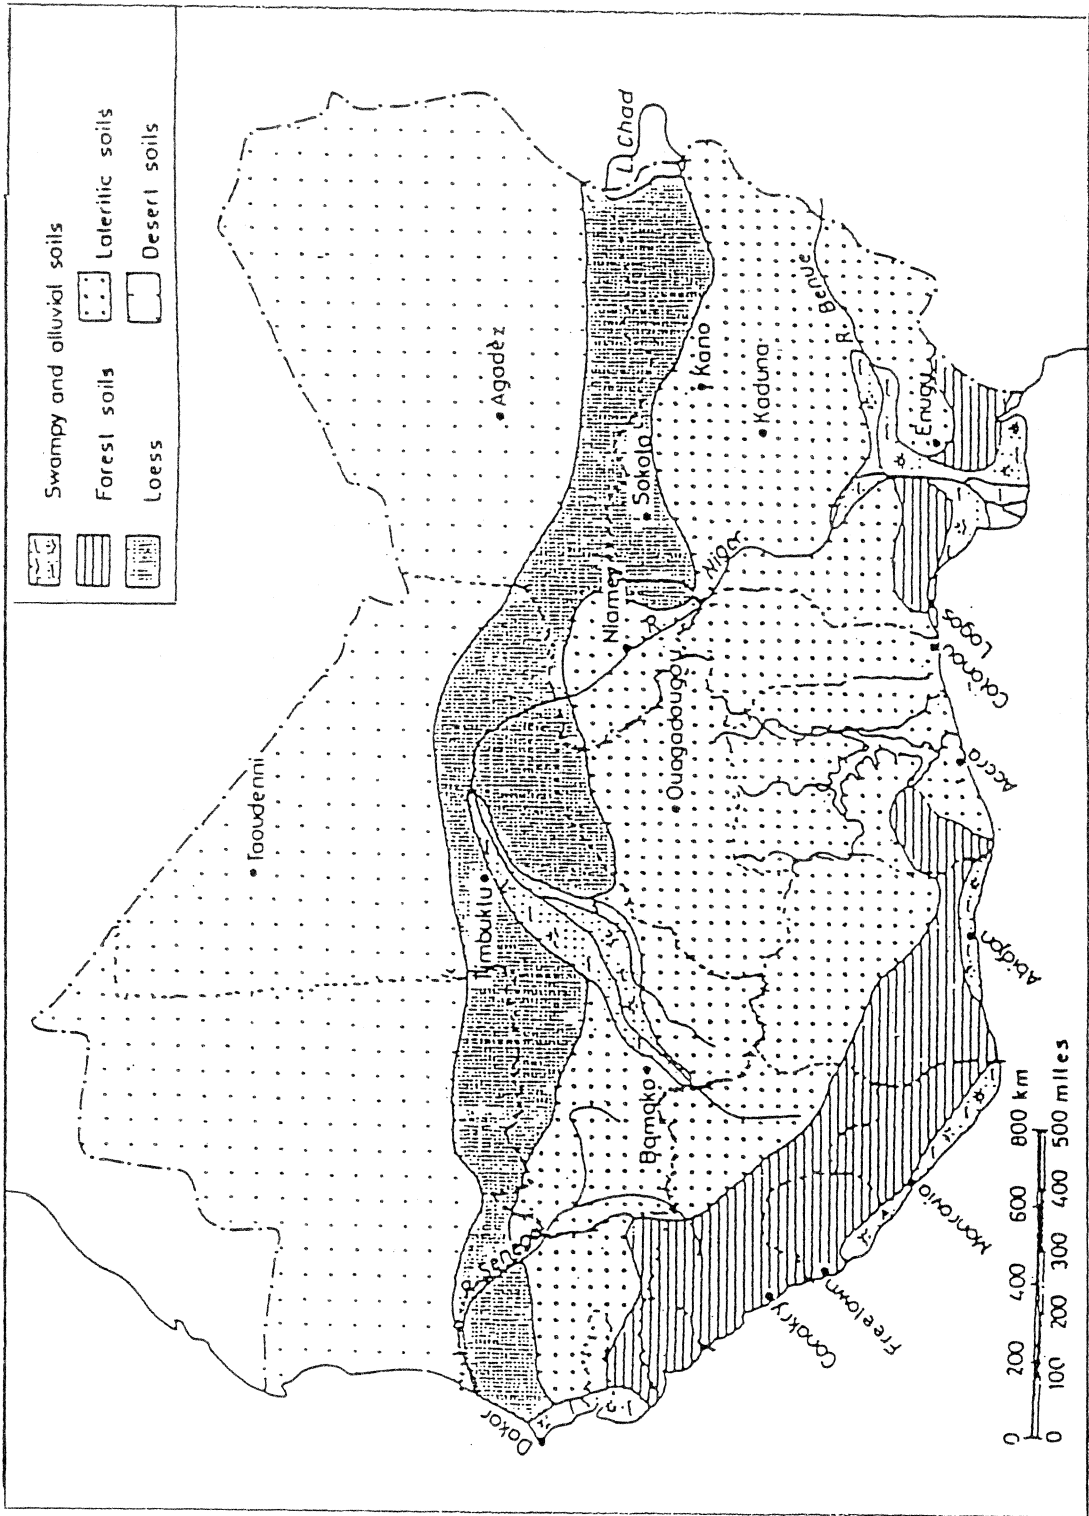 Swampy and alluvial soils
Forest soils
Lateritic soils
Loess
Desert soils
Taoudenni
Agadèz
L. Chad
Timbuktu
Dakar
R. Senegal
Niamey
Sokolo
Kano
Bamako
Ouagadougou
R. Niger
Kaduna
R. Benue
Enugu
Conakry
Freetown
Monrovia
Abidjan
Accra
Cotonou
Lagos
0 200 400 600 800 km
0 100 200 300 400 500 miles